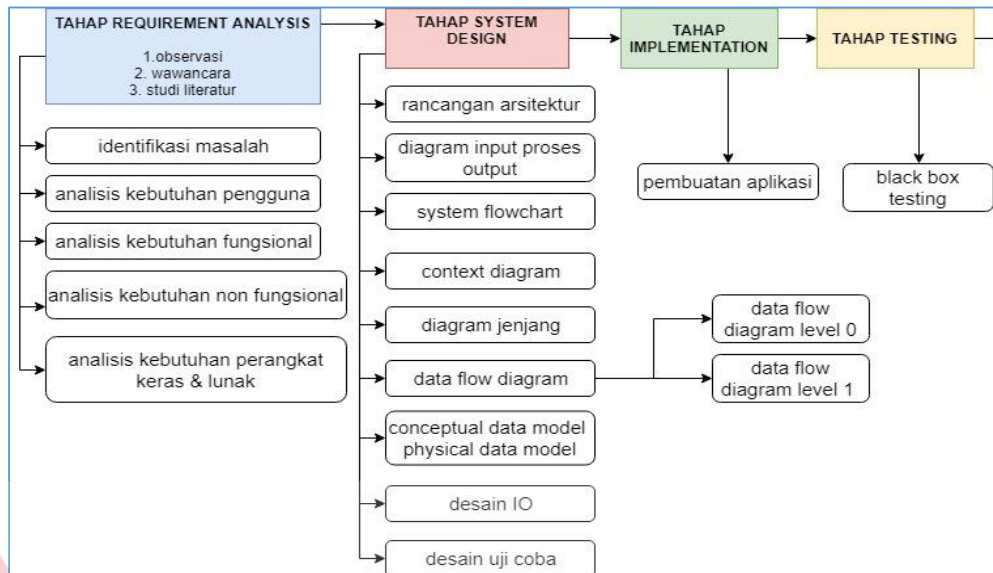 TAHAP REQUIREMENT ANALYSIS
1.observasi
2. wawancara
3. studi literatur
identifikasi masalah
analisis kebutuhan pengguna
analisis kebutuhan fungsional
analisis kebutuhan non fungsional
analisis kebutuhan perangkat
keras & lunak
TAHAP SYSTEM
DESIGN
rancangan arsitektur
diagram input proses
output
system flowchart
context diagram
diagram jenjang
data flow diagram
data flow
diagram level 0
data flow
diagram level 1
conceptual data model
physical data model
desain IO
desain uji coba
TAHAP
IMPLEMENTATION
pembuatan aplikasi
TAHAP TESTING
black box
testing